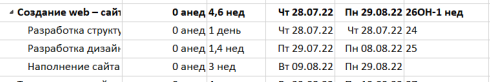 Создание web – сайт 0 анед 4,6 нед Чт 28.07.22 Пн 29.08.22 26ОН-1 нед
Разработка структу 0 анед 1 день Чт 28.07.22 Чт 28.07.22 24
Разработка дизайн 0 анед 1,4 нед Пт 29.07.22 Пн 08.08.22 25
Наполнение сайта 0 анед 3 нед Вт 09.08.22 Пн 29.08.22